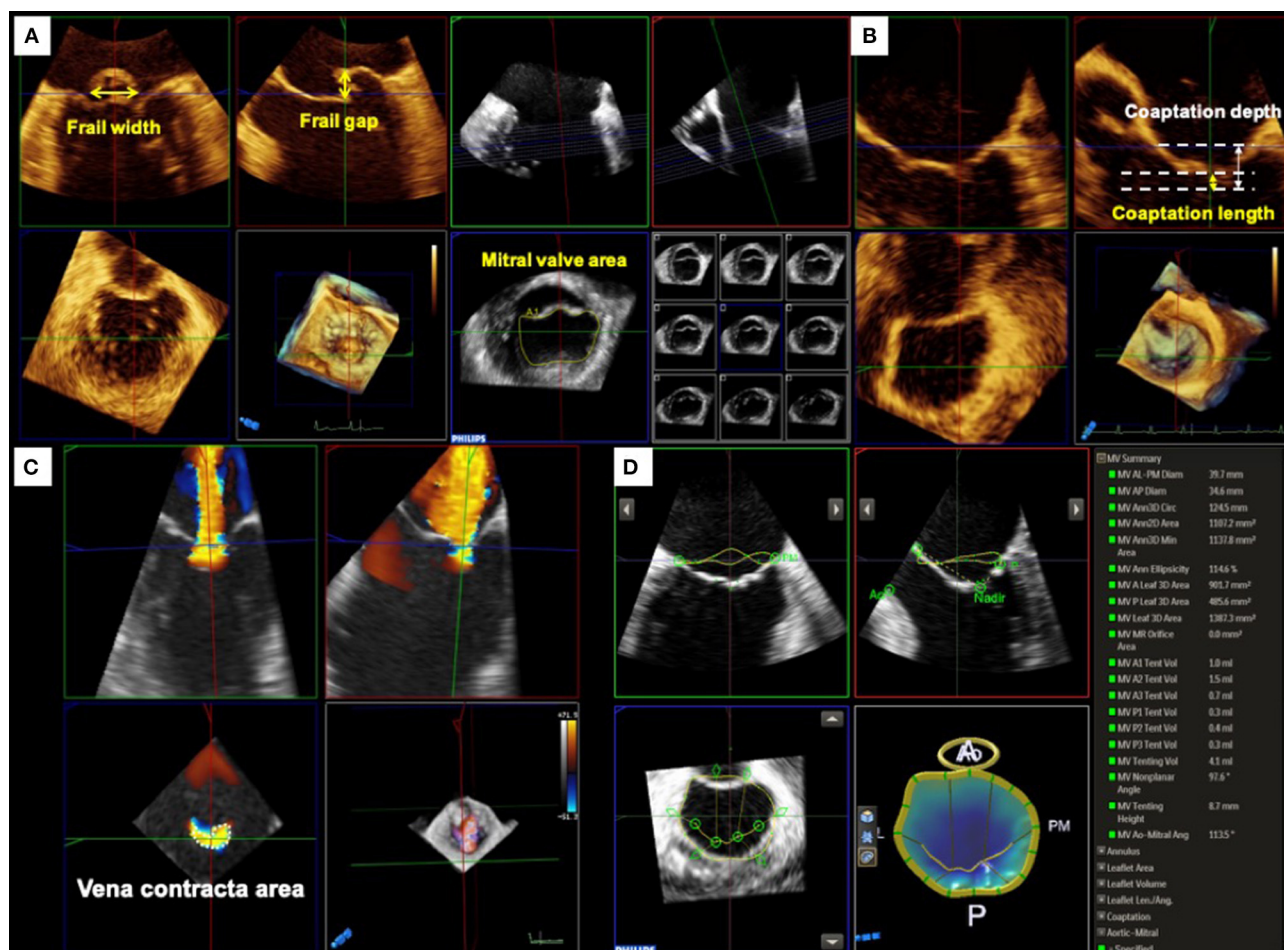 A
Frail width
Frail gap
Mitral valve area
A1
PHILIPS
B
Coaptation depth
Coaptation length
C
Vena contracta area
D
Ao
Nadir
A
PM
P
PHILIPS
MV Summary
MV AL-PM Diam 39.7 mm
MV AP Diam 34.6 mm
MV Ann3D Circ 124.5 mm
MV Ann2D Area 1107.2 mm²
MV Ann3D Min 1137.8 mm²
Area
MV Ann Ellipsicity 114.6 %
MV A Leaf 3D Area 901.7 mm²
MV P Leaf 3D Area 485.6 mm²
MV Leaf 3D Area 1387.3 mm²
MV MR Orifice 0.0 mm²
Area
MV A1 Tent Vol 1.0 ml
MV A2 Tent Vol 1.5 ml
MV A3 Tent Vol 0.7 ml
MV P1 Tent Vol 0.3 ml
MV P2 Tent Vol 0.4 ml
MV P3 Tent Vol 0.3 ml
MV Tenting Vol 4.1 ml
MV Nonplanar 97.6 °
Angle
MV Tenting 8.7 mm
Height
MV Ao-Mitral Ang 113.5 °
Annulus
Leaflet Area
Leaflet Volume
Leaflet Len./Ang.
Coaptation
Aortic-Mitral
= Specified